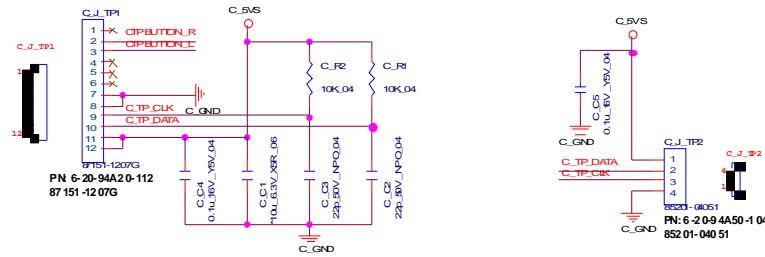 C_J_TP1
C_5VS
1
CTPBUTTON_R
2
CTPBUTTON_L
3
4
5
6
7
8
C_TP_CLK
9
C_TP_DATA
10
11
12
C_GND
87151-1207G
PN: 6-20-94A20-112
87151-1207G
C_J_TP1
1
12
C_R2
10K_04
C_R1
10K_04
C_C4
0.1u_16V_Y5V_04
C_C1
*10u_6.3V_X5R_06
C_C3
22p_50V_NPO_04
C_C2
22p_50V_NPO_04
C_GND
C_5VS
C_C5
0.1u_16V_Y5V_04
C_GND
C_J_TP2
C_TP_DATA
C_TP_CLK
1
2
3
4
C_GND
85201-04051
PN: 6-20-94A50-104
85201-04051
C_J_TP2
4
1